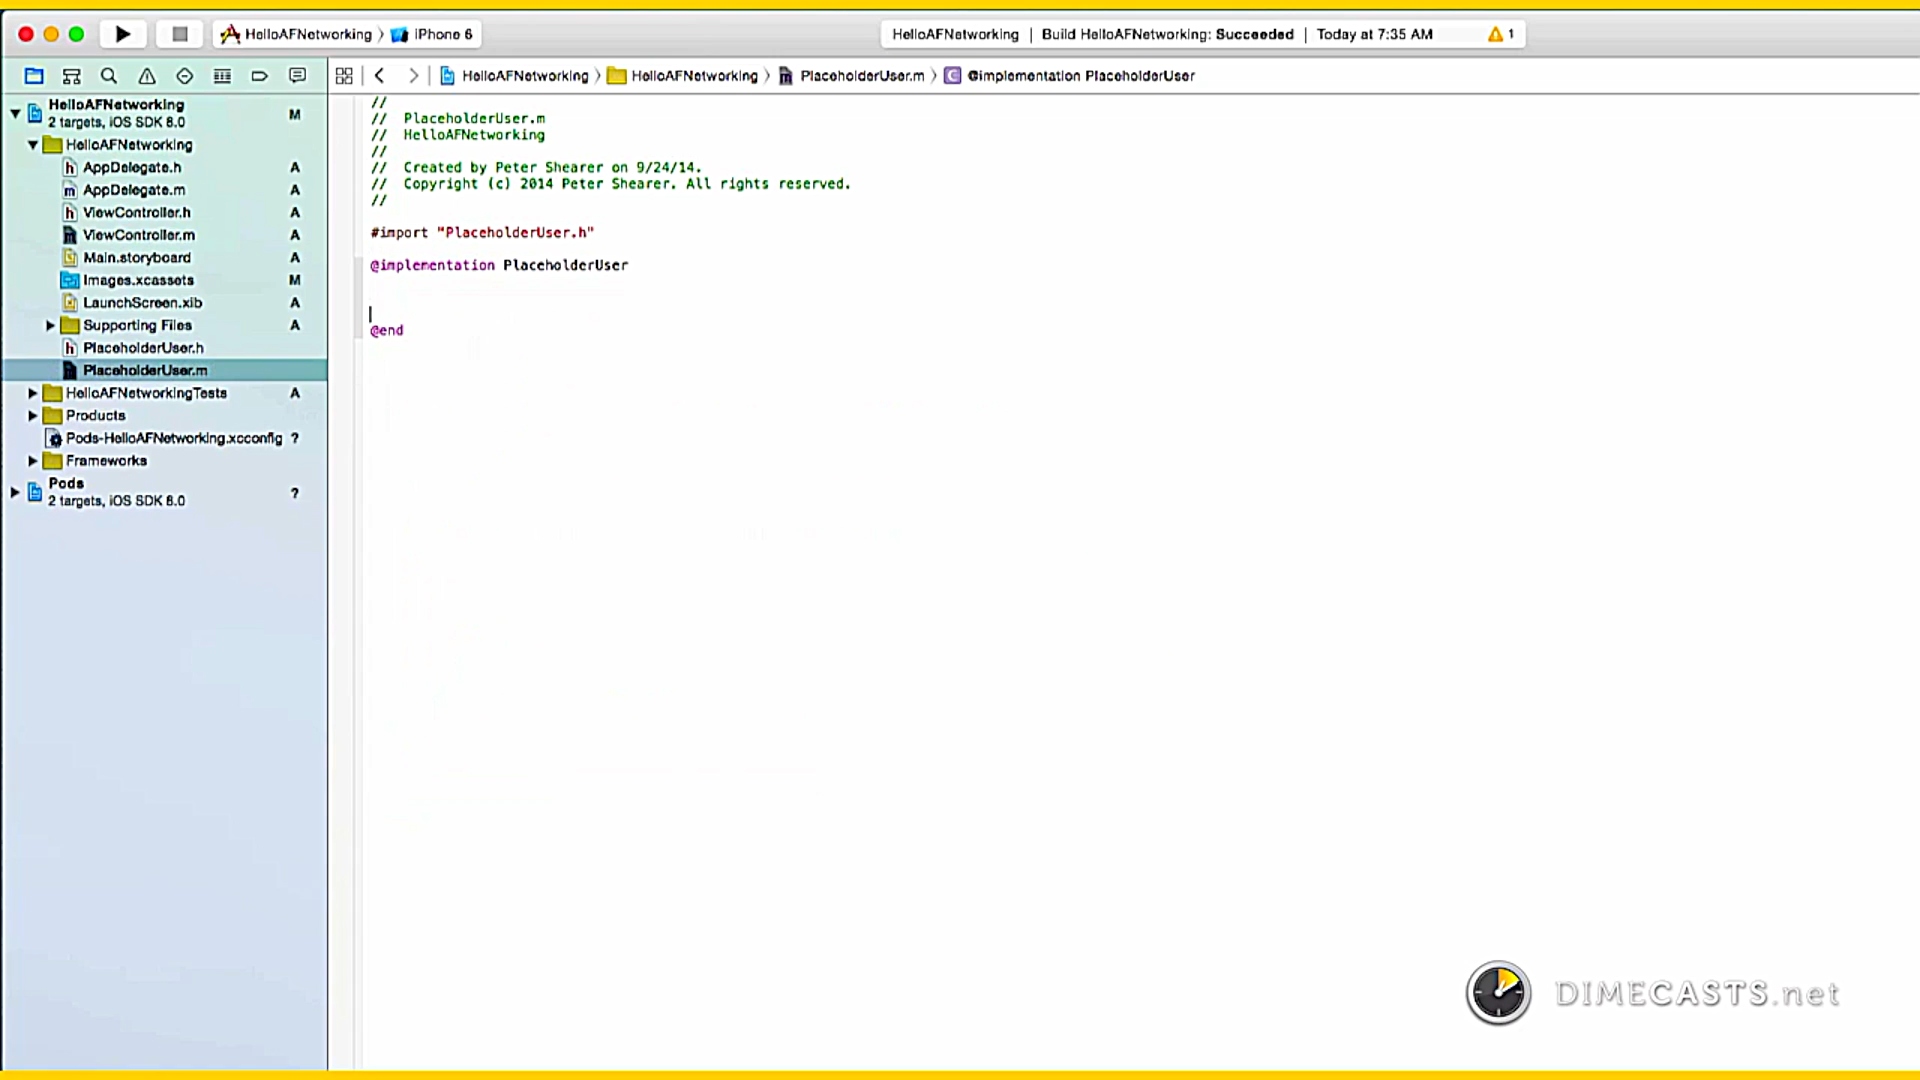 HelloAFNetworking 〉 iPhone 6
HelloAFNetworking | Build HelloAFNetworking: Succeeded | Today at 7:35 AM 1
HelloAFNetworking 〉 HelloAFNetworking 〉 PlaceholderUser.m 〉 C @implementation PlaceholderUser
HelloAFNetworking
2 targets, iOS SDK 8.0 M
HelloAFNetworking
h AppDelegate.h A
m AppDelegate.m A
h ViewController.h A
ViewController.m A
Main.storyboard A
Images.xcassets M
LaunchScreen.xib A
Supporting Files A
h PlaceholderUser.h
PlaceholderUser.m
HelloAFNetworkingTests A
Products
Pods-HelloAFNetworking.xcconfig ?
Frameworks
Pods
2 targets, iOS SDK 8.0 ?
//
// PlaceholderUser.m
// HelloAFNetworking
//
// Created by Peter Shearer on 9/24/14.
// Copyright (c) 2014 Peter Shearer. All rights reserved.
//
#import "PlaceholderUser.h"
@implementation PlaceholderUser
@end
DIMECASTS.net